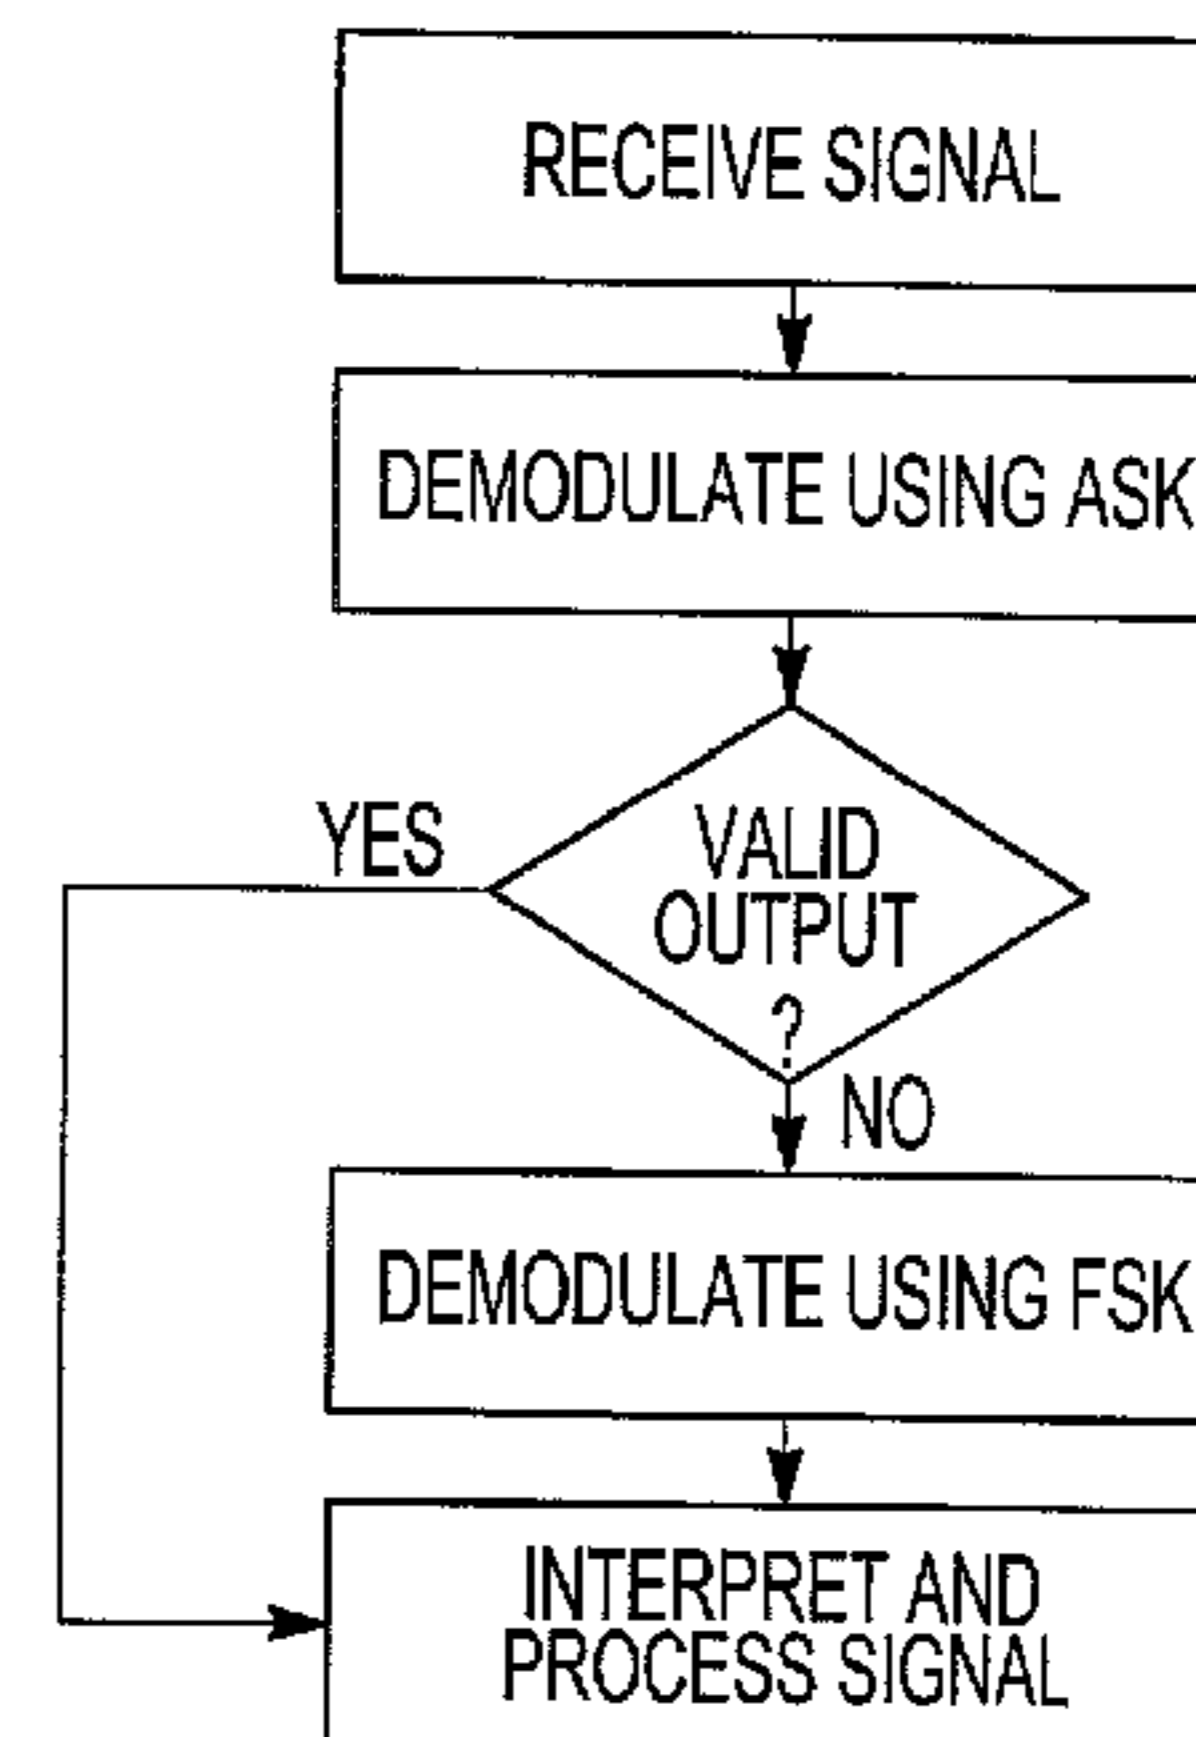 RECEIVE SIGNAL
DEMODULATE USING ASK
YES
VALID
OUTPUT
?
NO
DEMODULATE USING FSK
INTERPRET AND
PROCESS SIGNAL